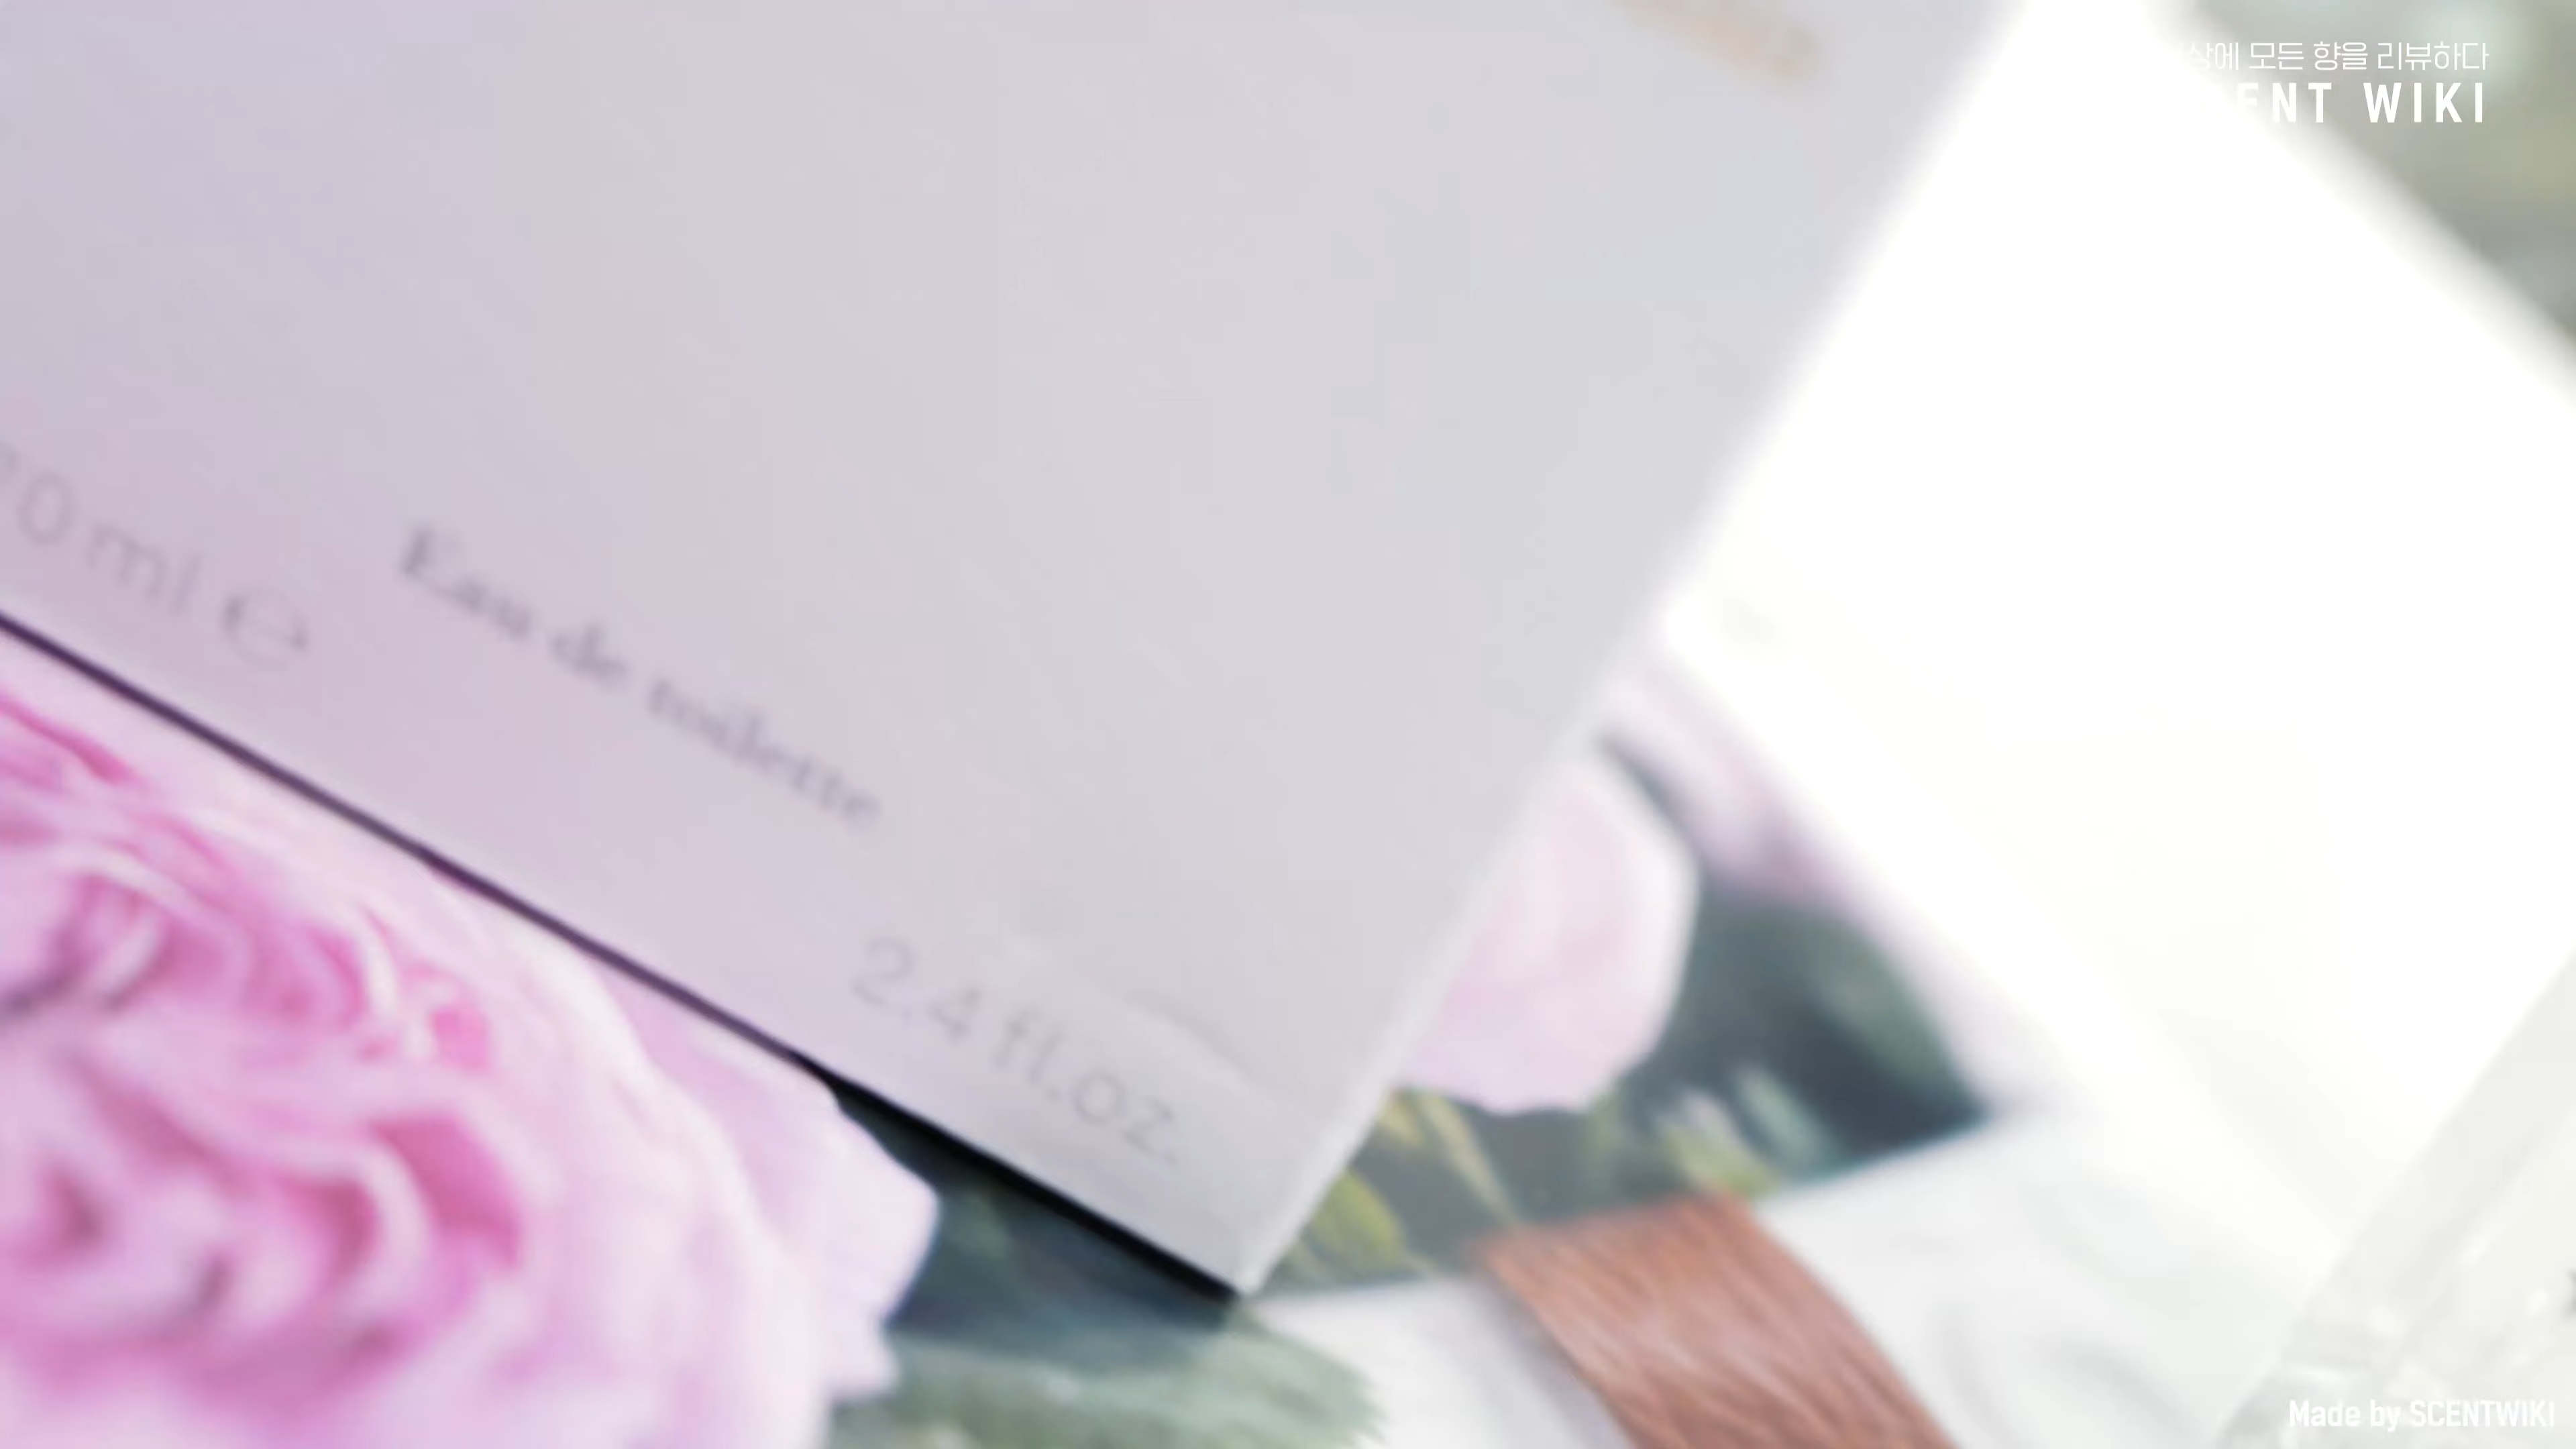 상에 모든 향을 리뷰하다
ENT WIKI
70 ml ℮
Eau de toilette
2.4 fl.oz.
Made by SCENTWIKI